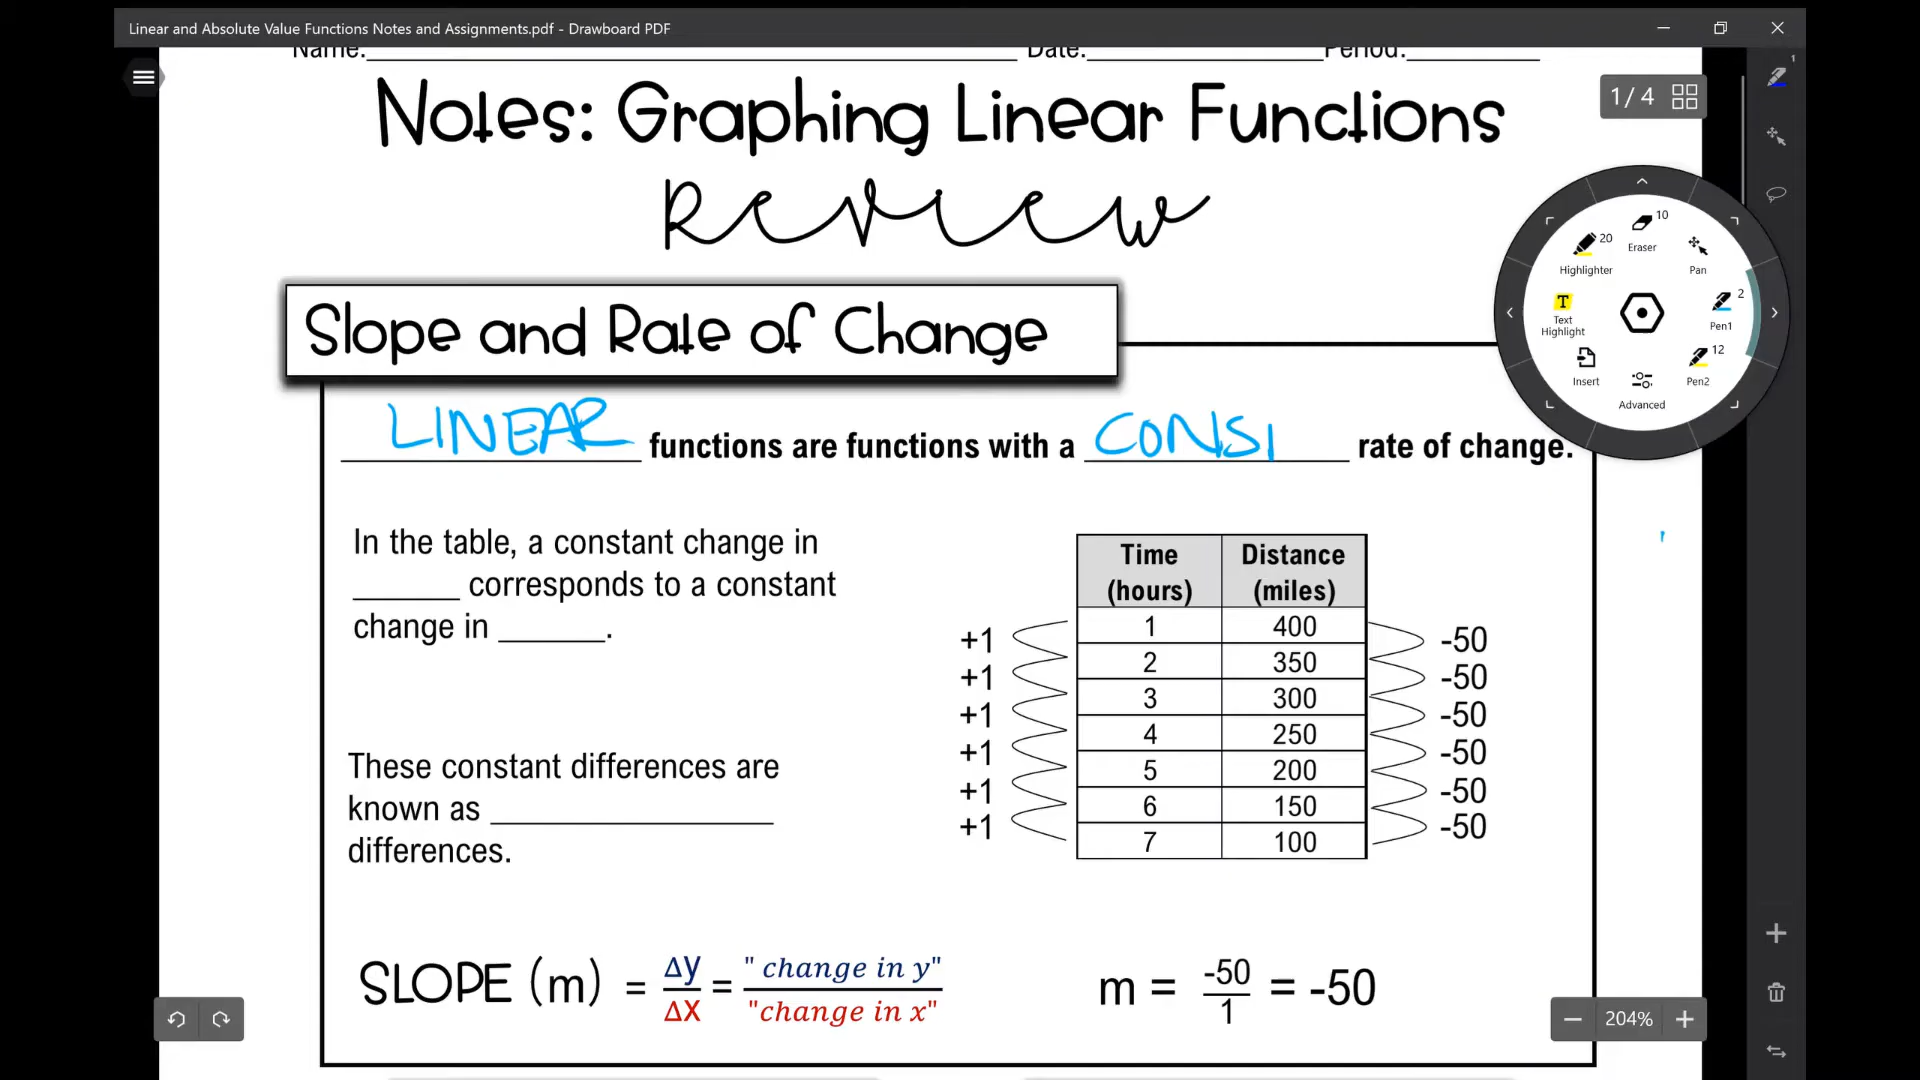 Linear and Absolute Value Functions Notes and Assignments.pdf - Drawboard PDF
Name: Date: Period:
1 / 4
Notes: Graphing Linear Functions
Review
10
Eraser
20
Highlighter
Pan
Text
Highlight
2
Pen1
Insert
12
Pen2
Advanced
1
Slope and Rate of Change
LINEAR functions are functions with a CONSI rate of change.
In the table, a constant change in
______ corresponds to a constant
change in ______.
These constant differences are
known as ________________
differences.
Time (hours) Distance (miles)
+1 1 400 -50
+1 2 350 -50
+1 3 300 -50
+1 4 250 -50
+1 5 200 -50
+1 6 150 -50
7 100
SLOPE (m) = Δy/Δx = "change in y"/"change in x"
m = -50/1 = -50
204%